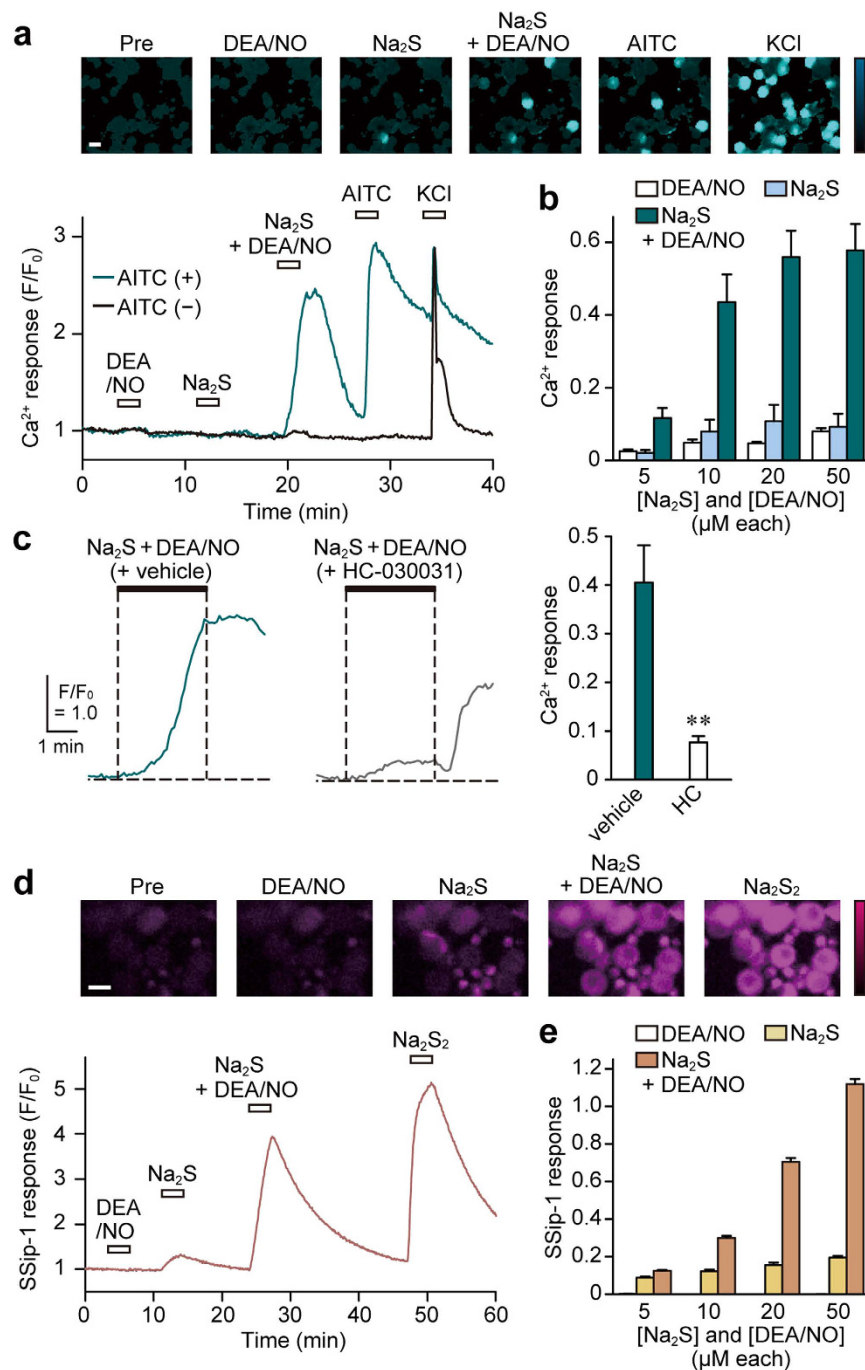 a
Pre
DEA/NO
Na₂S
Na₂S
+ DEA/NO
AITC
KCl
Ca²⁺ response (F/F₀)
3
2
1
AITC (+)
AITC (−)
DEA
/NO
Na₂S
Na₂S
+ DEA/NO
AITC
KCl
0 10 20 30 40
Time (min)
b
DEA/NO Na₂S
Na₂S
+ DEA/NO
Ca²⁺ response
0.6
0.4
0.2
0
5 10 20 50
[Na₂S] and [DEA/NO]
(μM each)
c
Na₂S + DEA/NO
(+ vehicle)
Na₂S + DEA/NO
(+ HC-030031)
F/F₀
= 1.0
1 min
Ca²⁺ response
0.5
0.4
0.3
0.2
0.1
0
**
vehicle
HC
d
Pre
DEA/NO
Na₂S
Na₂S
+ DEA/NO
Na₂S₂
SSip-1 response (F/F₀)
5
4
3
2
1
DEA
/NO
Na₂S
Na₂S
+ DEA/NO
Na₂S₂
0 10 20 30 40 50 60
Time (min)
e
DEA/NO Na₂S
Na₂S
+ DEA/NO
SSip-1 response
1.2
1.0
0.8
0.6
0.4
0.2
0
5 10 20 50
[Na₂S] and [DEA/NO]
(μM each)